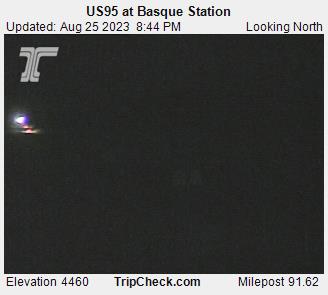 US95 at Basque Station
Updated: Aug 25 2023 8:44 PM Looking North
Elevation 4460 TripCheck.com Milepost 91.62